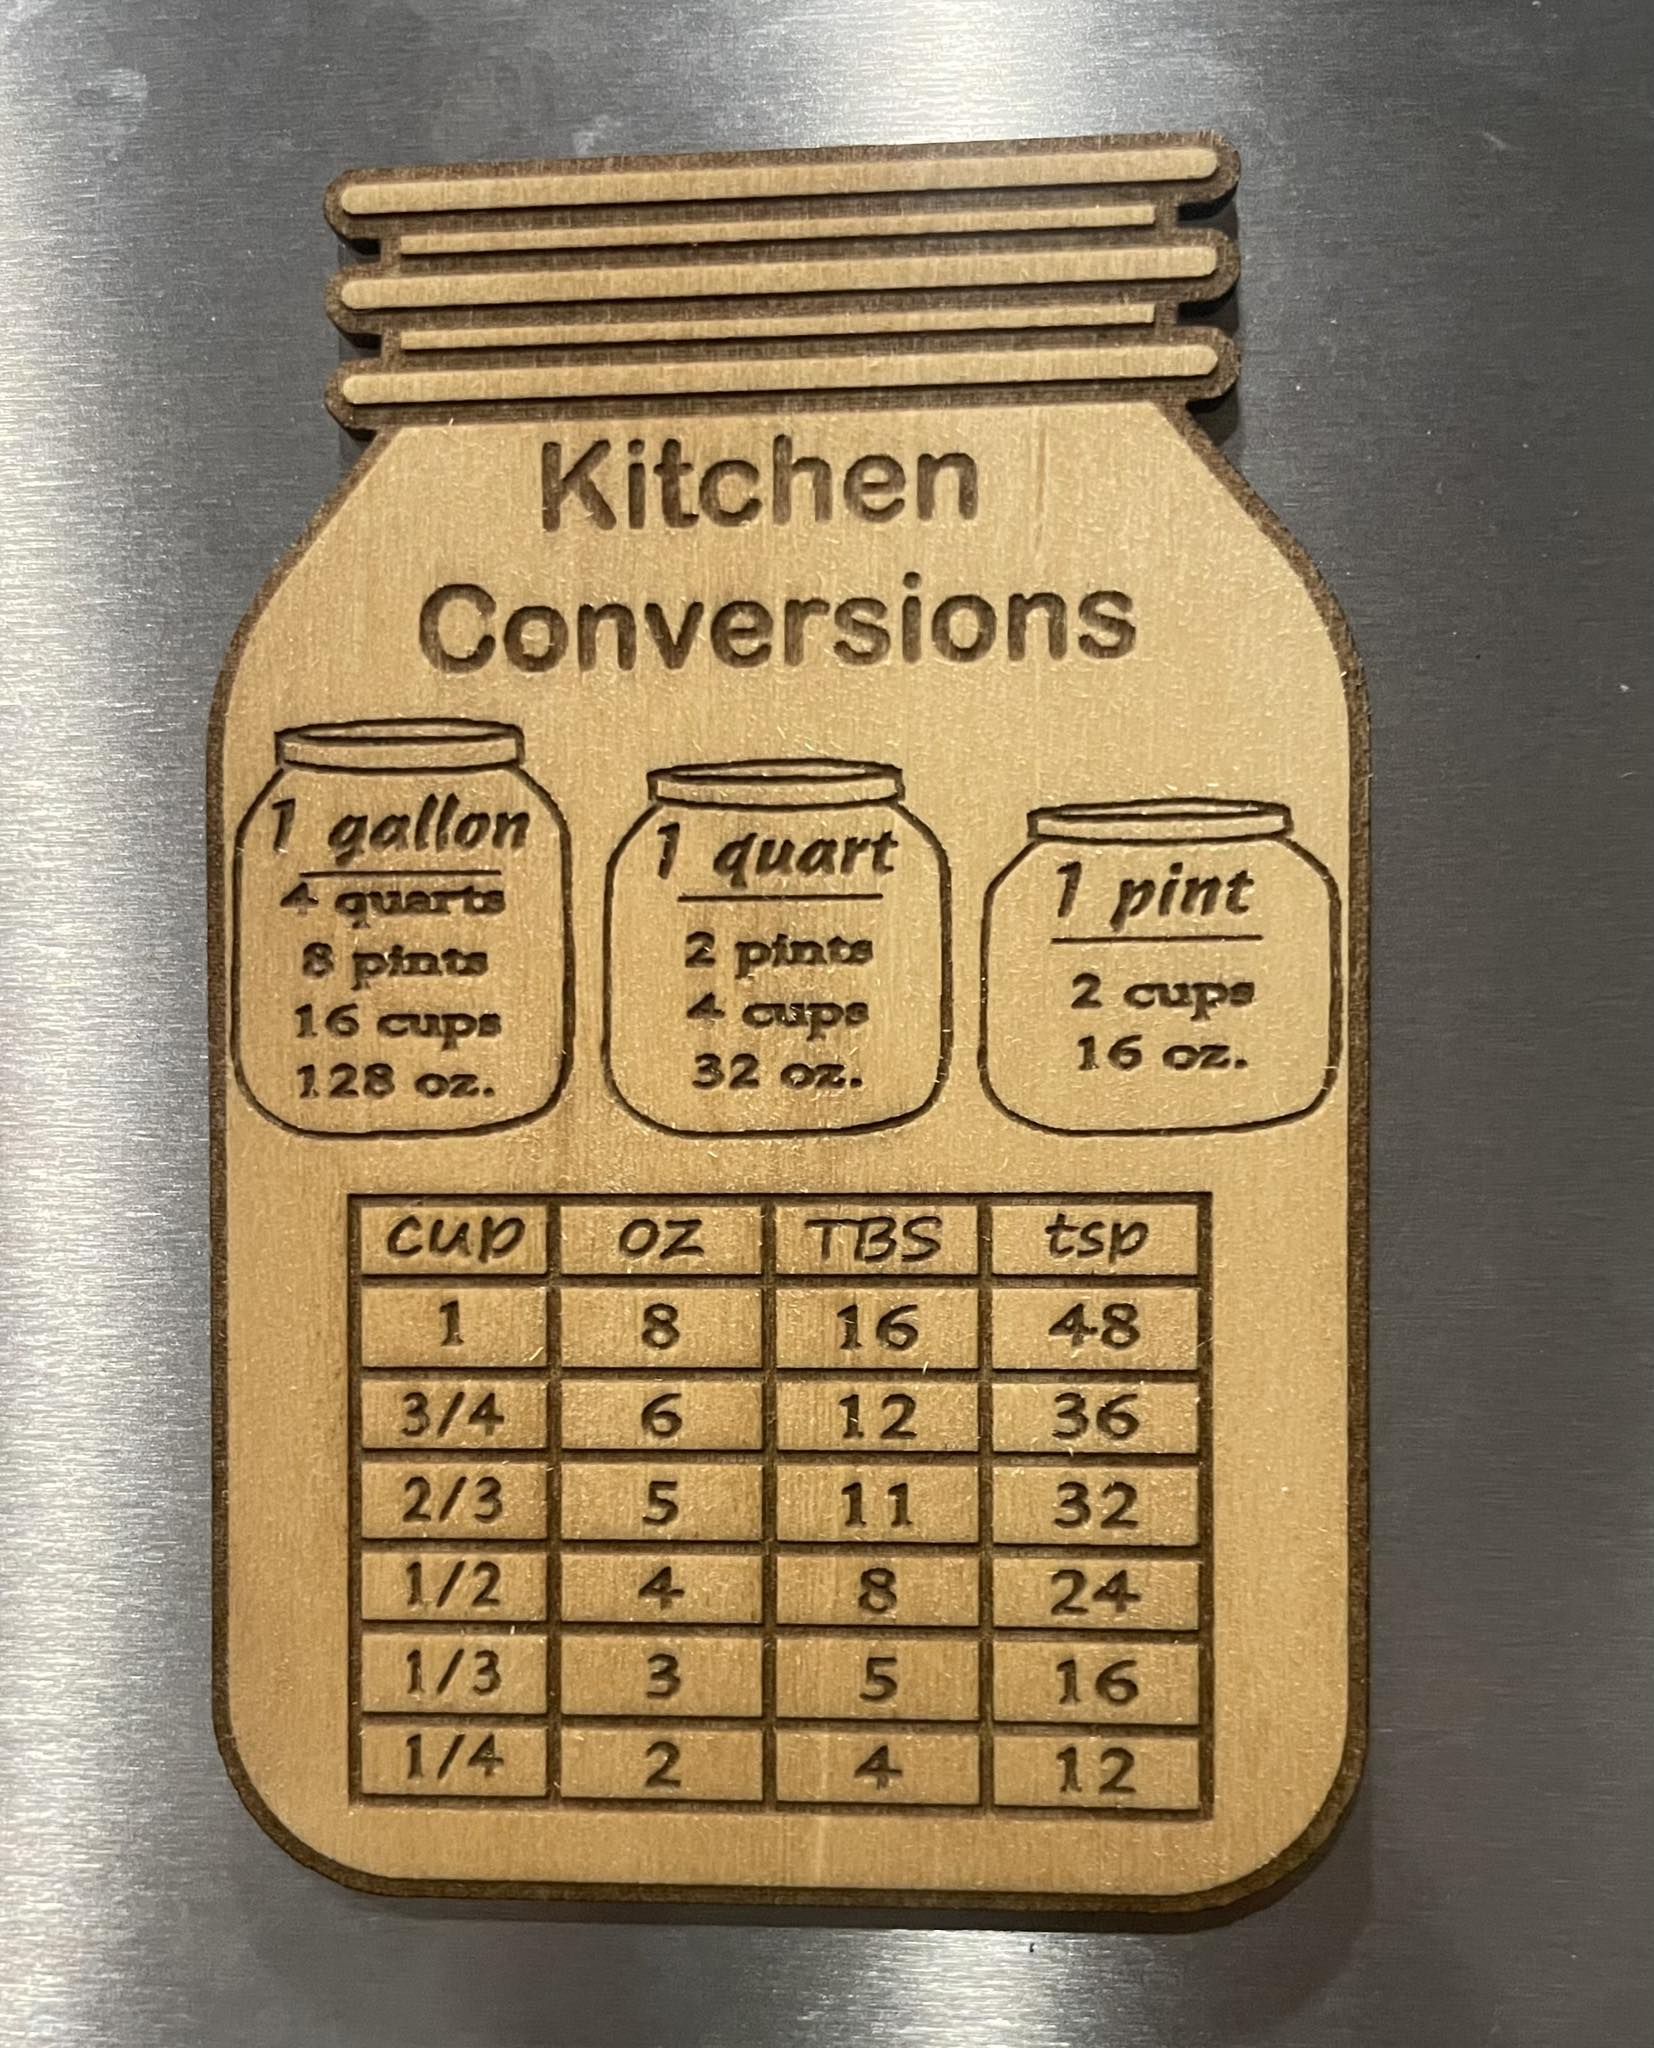 Kitchen
Conversions
1 gallon
4 quarts
8 pints
16 cups
128 oz.
1 quart
2 pints
4 cups
32 oz.
1 pint
2 cups
16 oz.
cup oz TBS tsp
1 8 16 48
3/4 6 12 36
2/3 5 11 32
1/2 4 8 24
1/3 3 5 16
1/4 2 4 12